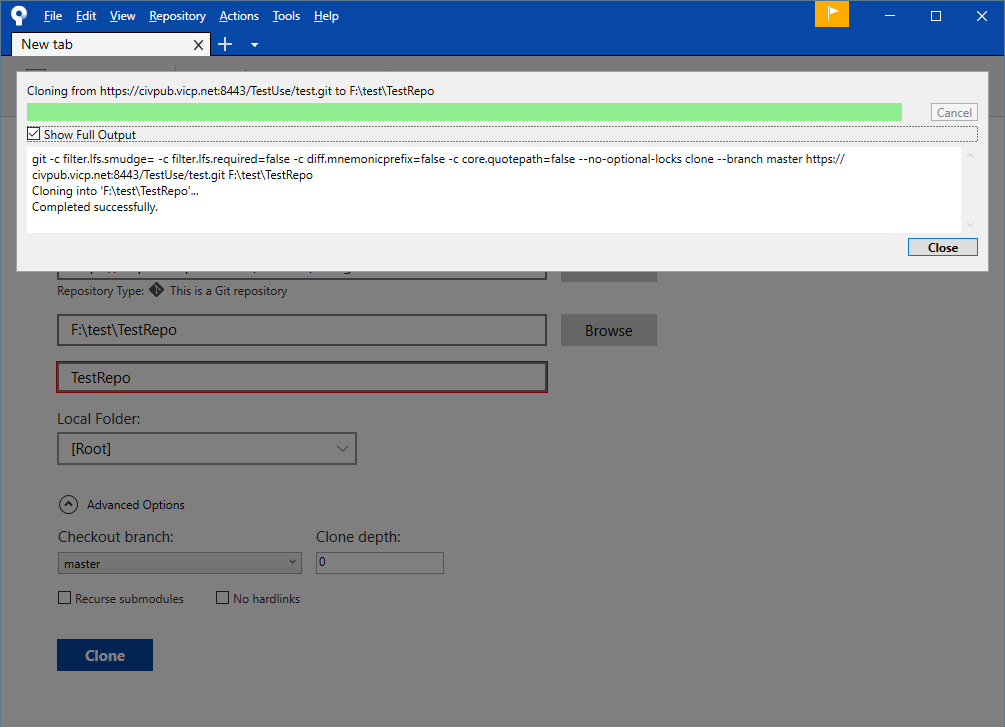 File Edit View Repository Actions Tools Help
New tab
Cloning from https://civpub.vicp.net:8443/TestUse/test.git to F:\test\TestRepo
Cancel
Show Full Output
git -c filter.lfs.smudge= -c filter.lfs.required=false -c diff.mnemonicprefix=false -c core.quotepath=false --no-optional-locks clone --branch master https://
civpub.vicp.net:8443/TestUse/test.git F:\test\TestRepo
Cloning into 'F:\test\TestRepo'...
Completed successfully.
Close
Repository Type: This is a Git repository
F:\test\TestRepo Browse
TestRepo
Local Folder:
[Root]
Advanced Options
Checkout branch: Clone depth:
master 0
Recurse submodules No hardlinks
Clone